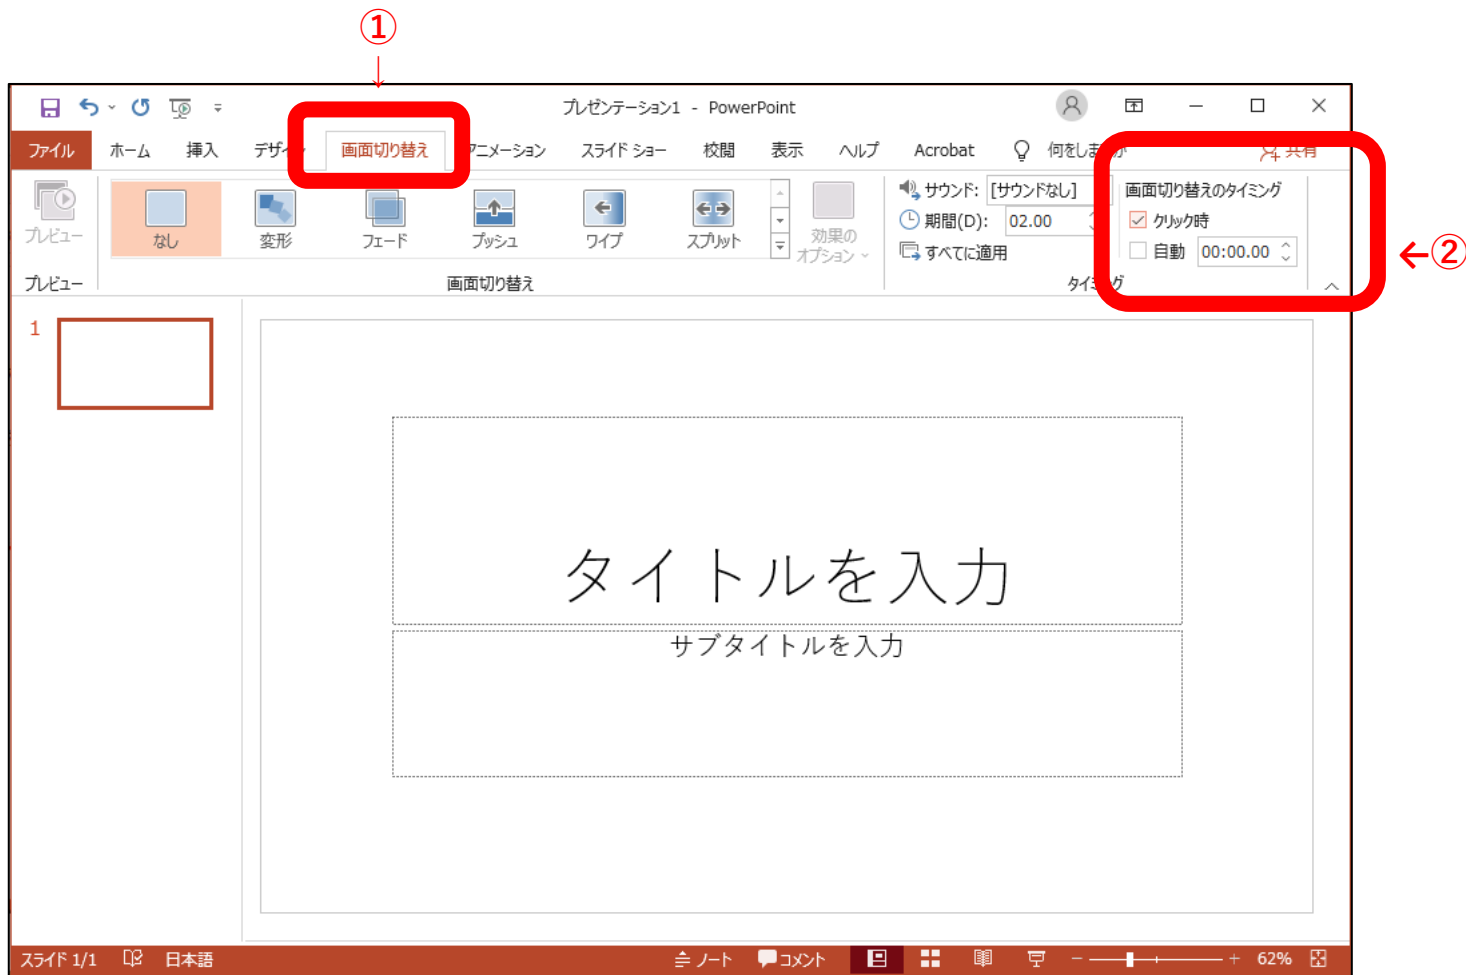 ①
↓
プレゼンテーション1 - PowerPoint
ファイル ホーム 挿入 画面切り替え スライド ショー 校閲 表示 ヘルプ Acrobat 共有
サウンド: [サウンドなし] 画面切り替えのタイミング
期間(D): 02.00 クリック時
すべてに適用 自動 00:00.00
プレビュー なし 変形 フェード プッシュ ワイプ スプリット 効果の
オプション
プレビュー 画面切り替え タイミング
←②
1
タイトルを入力
サブタイトルを入力
スライド 1/1 日本語 ノート コメント 62%